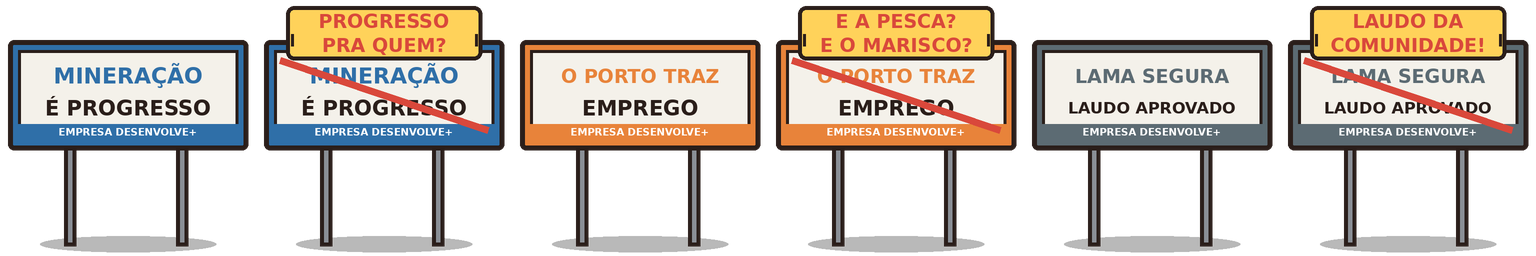 MINERAÇÃO
É PROGRESSO
EMPRESA DESENVOLVE+
PROGRESSO
PRA QUEM?
MINERAÇÃO
É PROGRESSO
EMPRESA DESENVOLVE+
O PORTO TRAZ
EMPREGO
EMPRESA DESENVOLVE+
E A PESCA?
E O MARISCO?
O PORTO TRAZ
EMPREGO
EMPRESA DESENVOLVE+
LAMA SEGURA
LAUDO APROVADO
EMPRESA DESENVOLVE+
LAUDO DA
COMUNIDADE!
LAMA SEGURA
LAUDO APROVADO
EMPRESA DESENVOLVE+